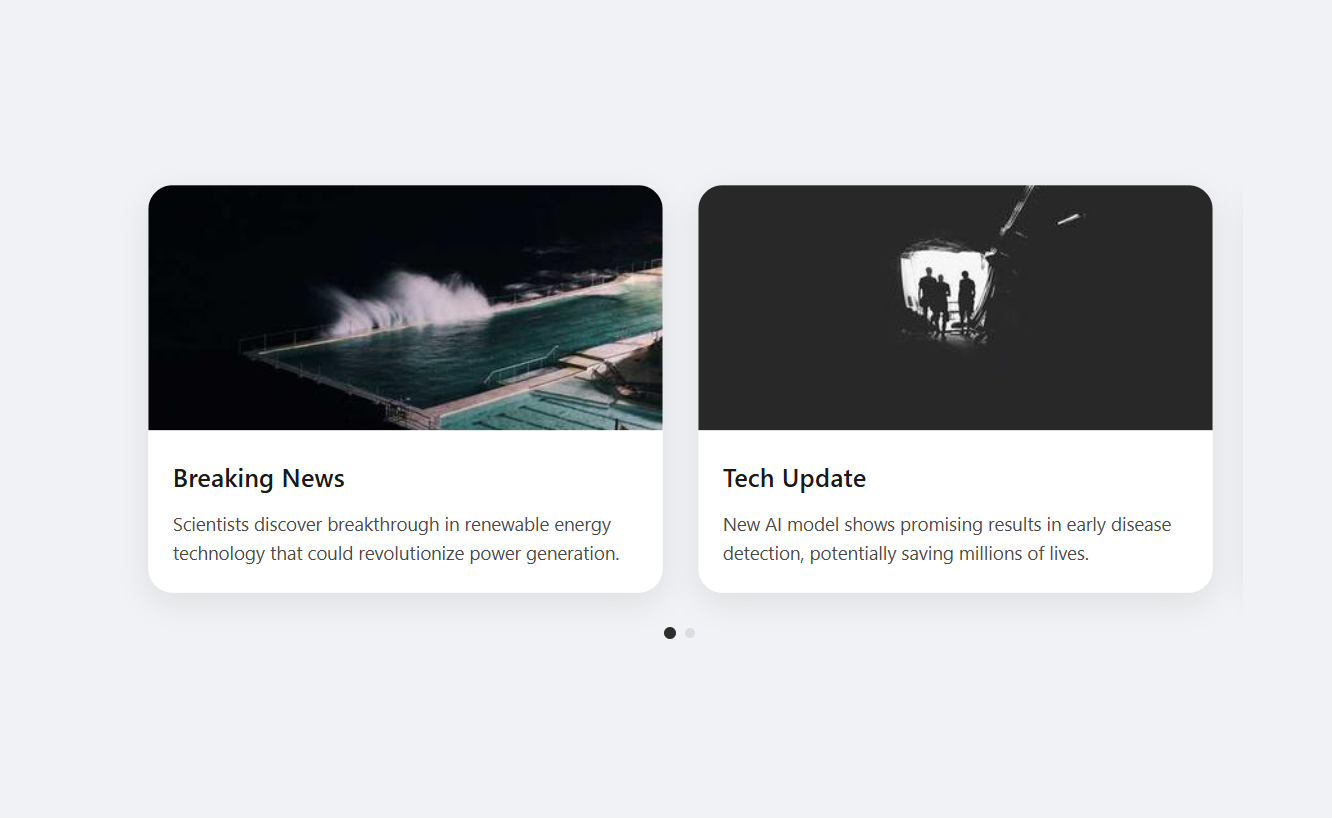 Breaking News
Scientists discover breakthrough in renewable energy
technology that could revolutionize power generation.
Tech Update
New AI model shows promising results in early disease
detection, potentially saving millions of lives.